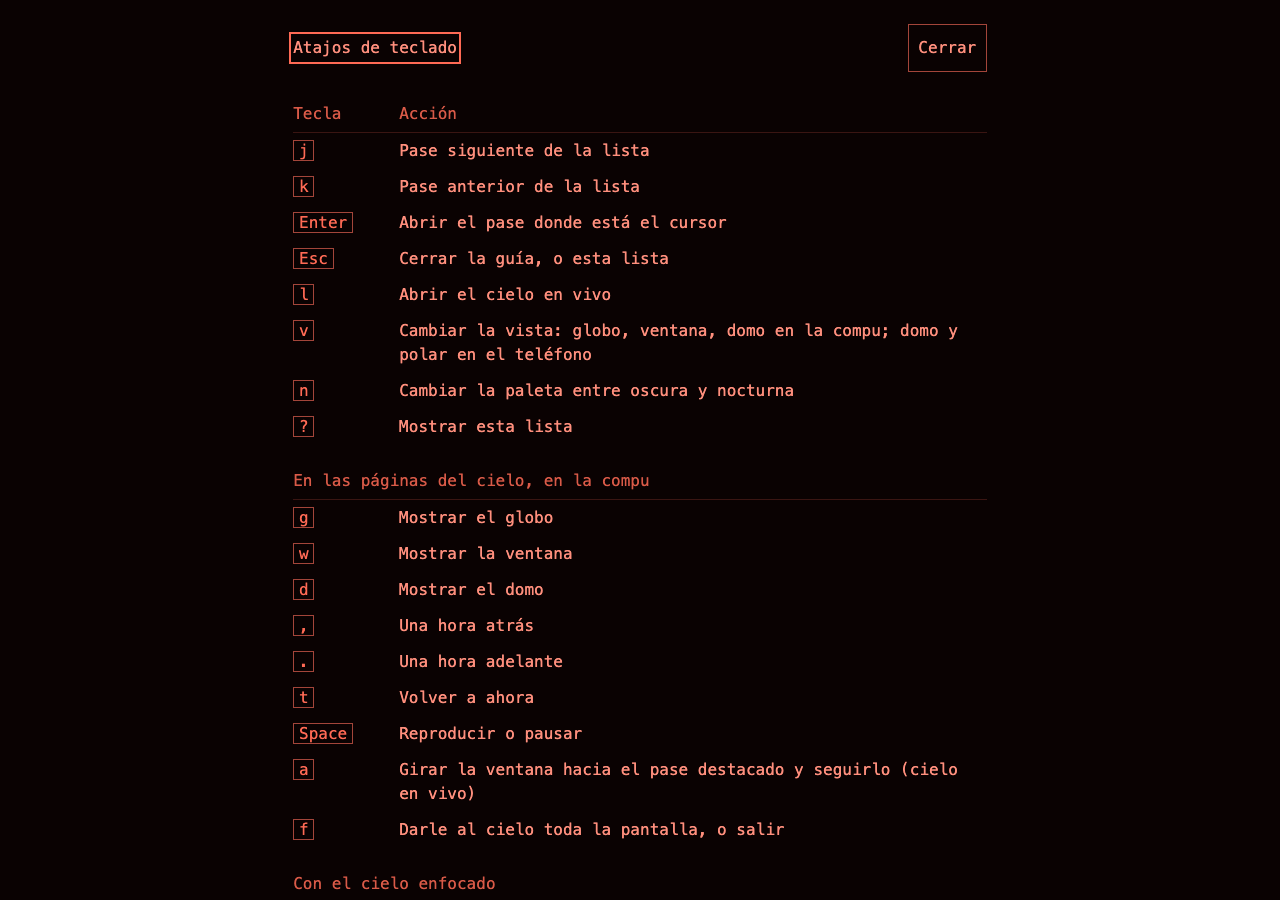 Atajos de teclado
Cerrar
Tecla Acción
j Pase siguiente de la lista
k Pase anterior de la lista
Enter Abrir el pase donde está el cursor
Esc Cerrar la guía, o esta lista
l Abrir el cielo en vivo
v Cambiar la vista: globo, ventana, domo en la compu; domo y
polar en el teléfono
n Cambiar la paleta entre oscura y nocturna
? Mostrar esta lista
En las páginas del cielo, en la compu
g Mostrar el globo
w Mostrar la ventana
d Mostrar el domo
, Una hora atrás
. Una hora adelante
t Volver a ahora
Space Reproducir o pausar
a Girar la ventana hacia el pase destacado y seguirlo (cielo
en vivo)
f Darle al cielo toda la pantalla, o salir
Con el cielo enfocado